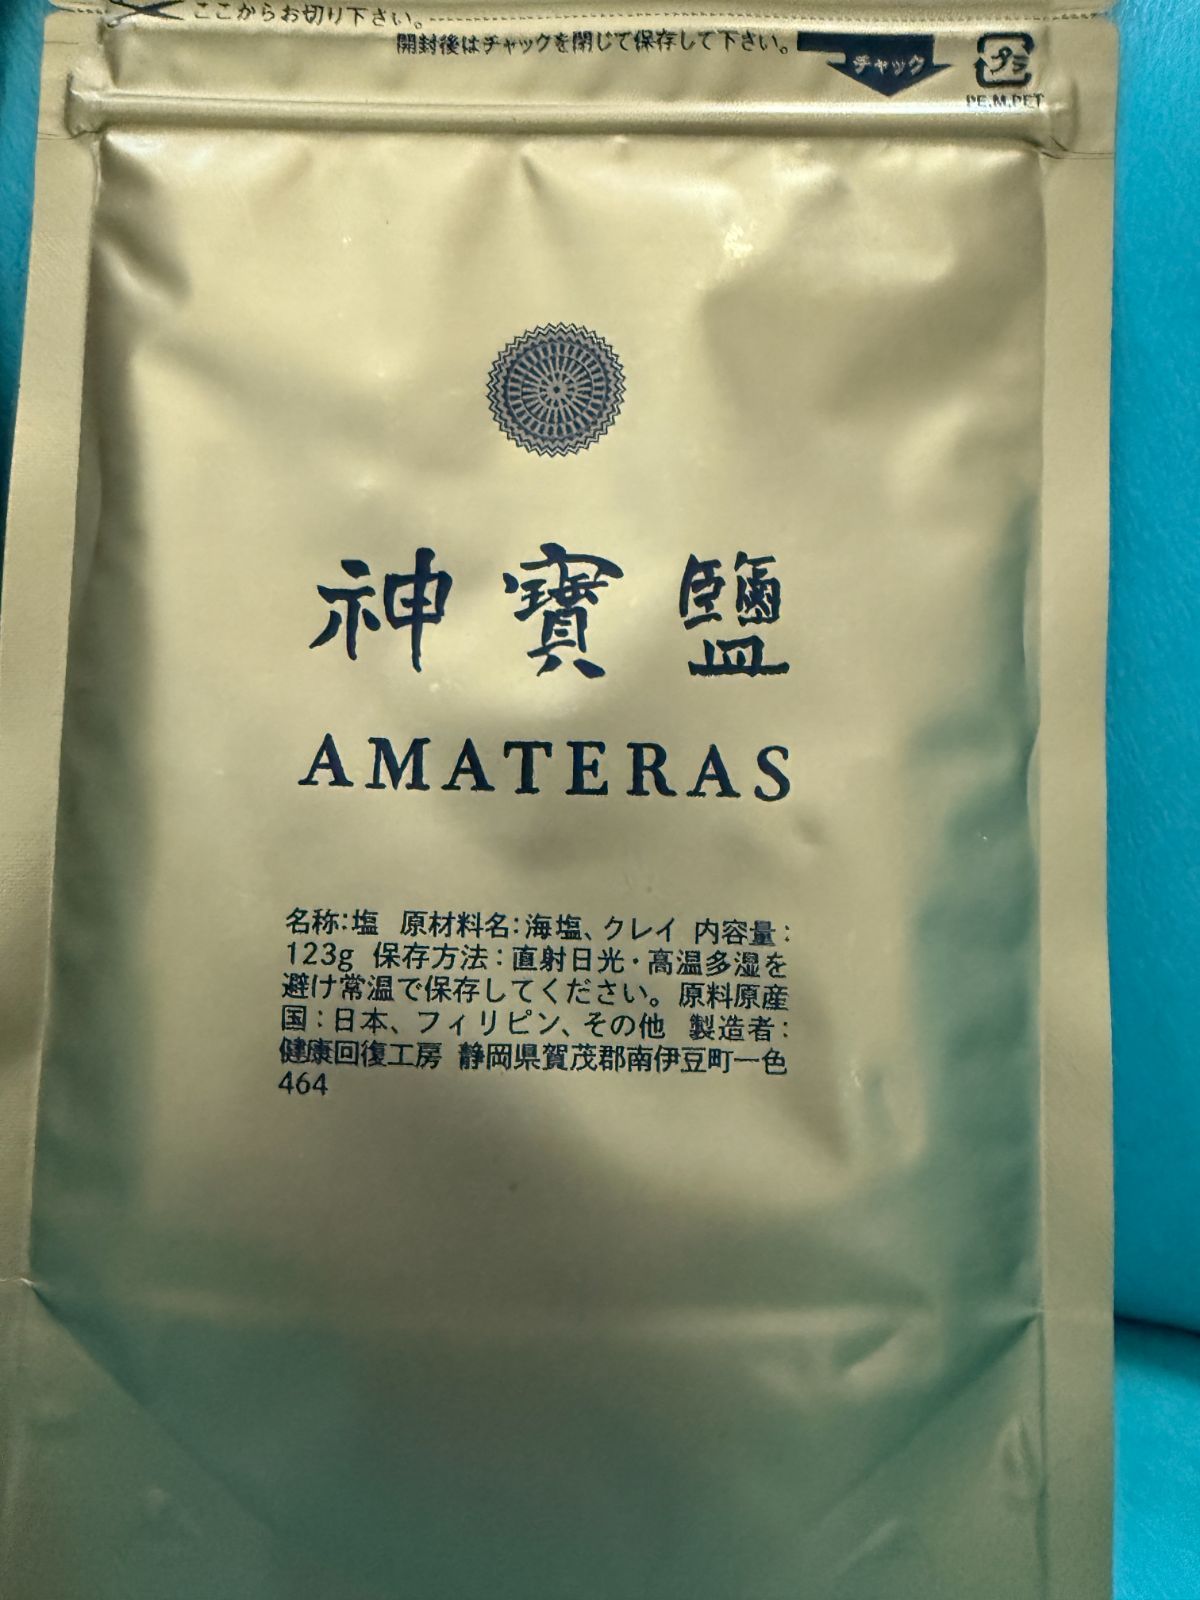 ここからお切り下さい。
開封後はチャックを閉じて保存して下さい。
チャック
プラ
PE,M,PET
神寶鹽
AMATERAS
名称:塩 原材料名:海塩、クレイ 内容量:
123g 保存方法:直射日光・高温多湿を
避け常温で保存してください。原料原産
国:日本、フィリピン、その他 製造者:
健康回復工房 静岡県賀茂郡南伊豆町一色
464